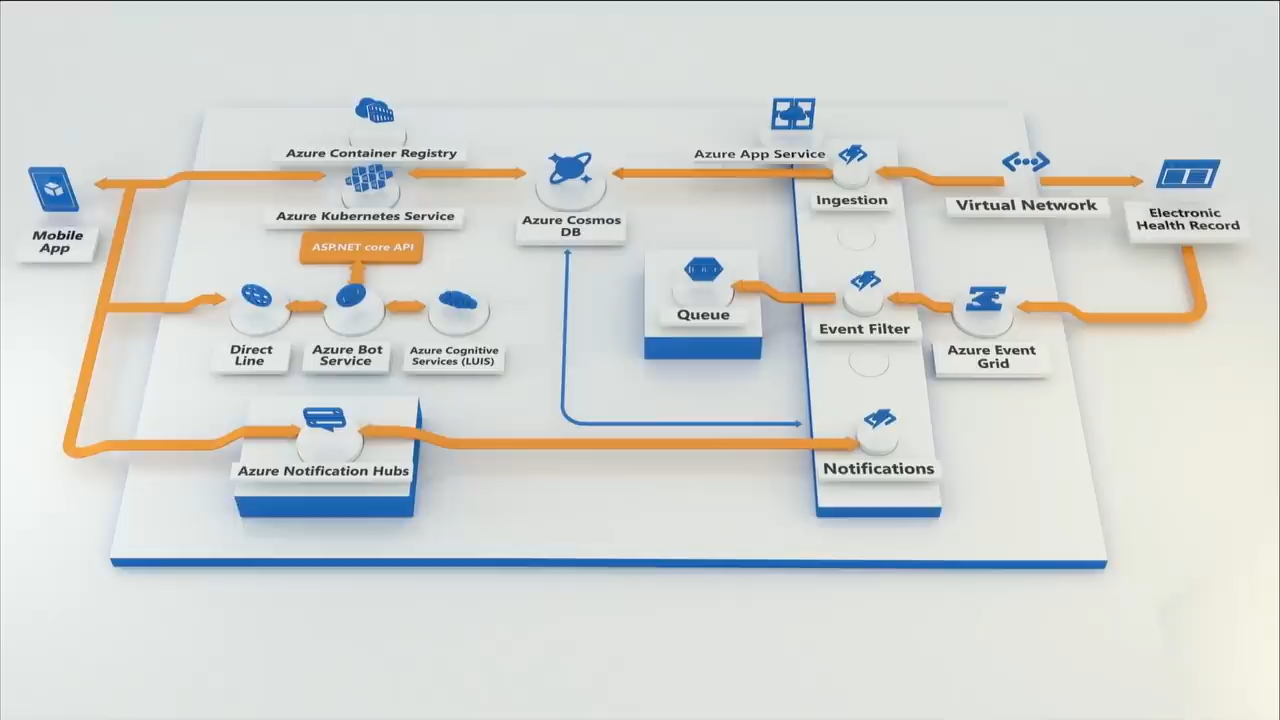 Azure Container Registry
Azure App Service
Mobile
App
Azure Kubernetes Service
Azure Cosmos
DB
Ingestion
Virtual Network
Electronic
Health Record
ASP.NET core API
Queue
Event Filter
Direct
Line
Azure Bot
Service
Azure Cognitive
Services (LUIS)
Azure Event
Grid
Azure Notification Hubs
Notifications